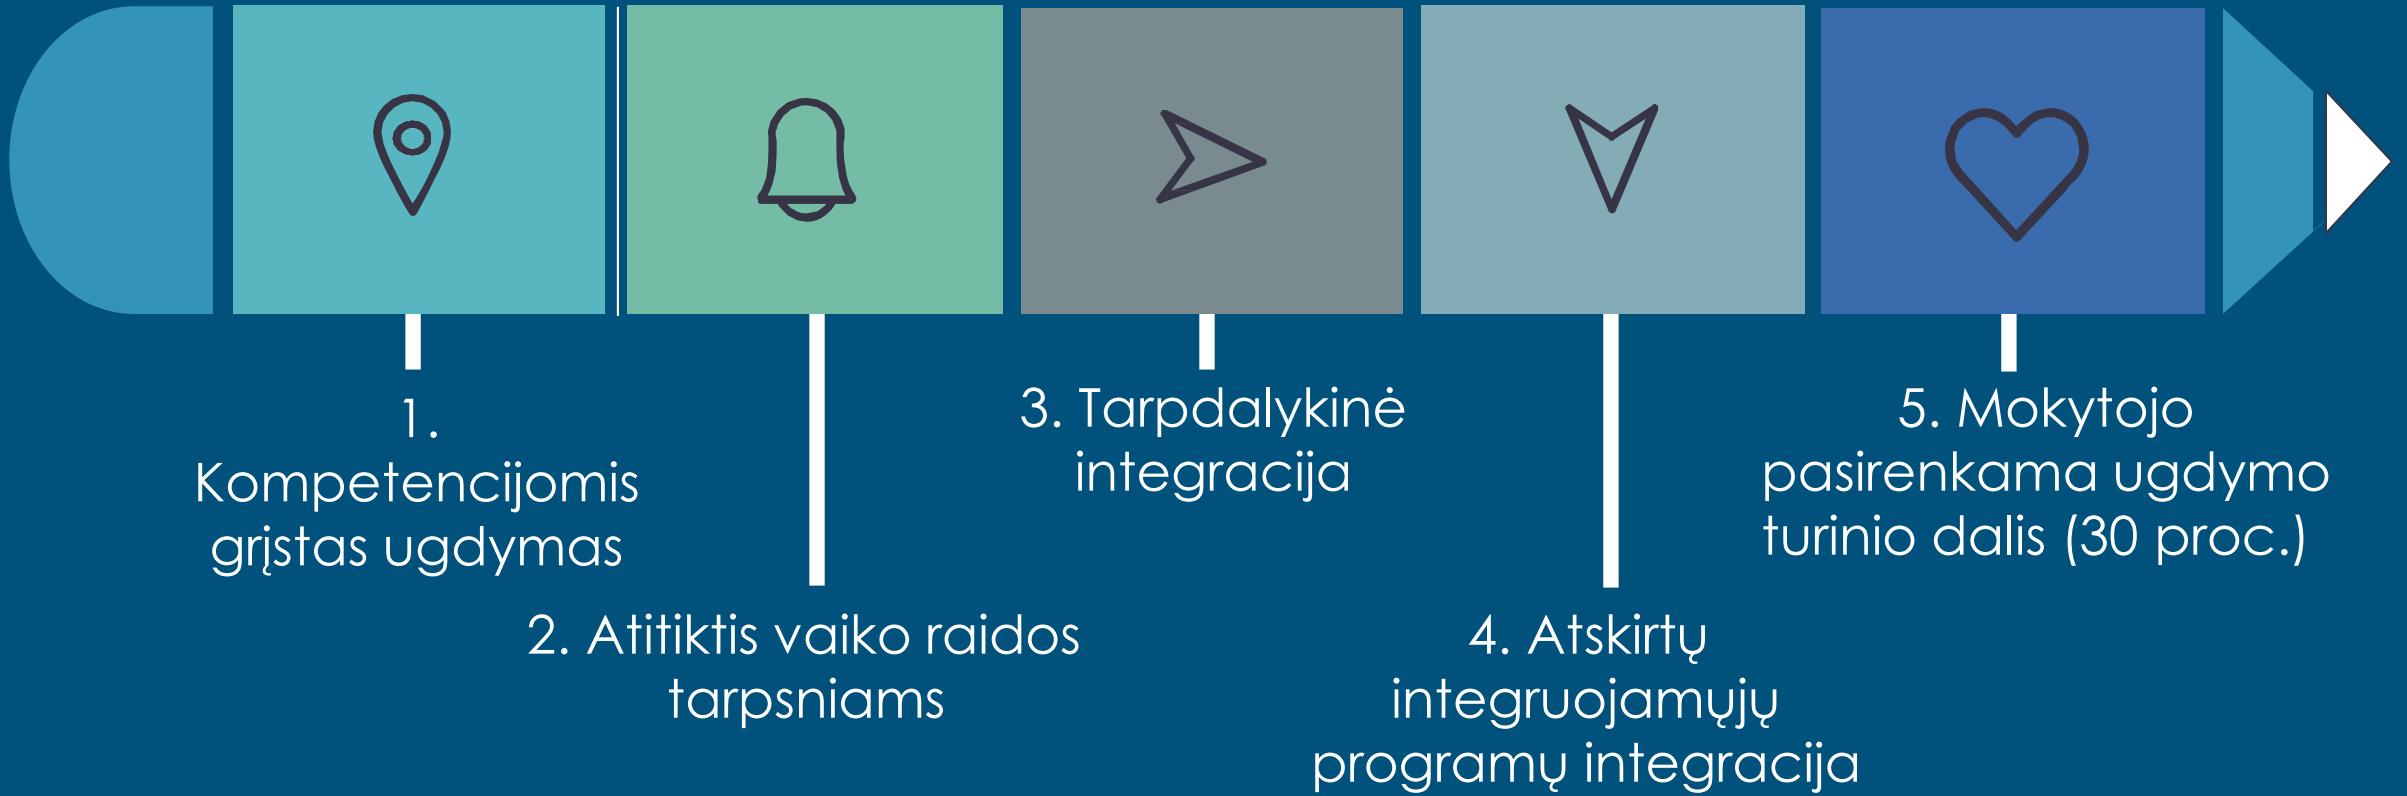 1.
Kompetencijomis
grįstas ugdymas
2. Atitiktis vaiko raidos
tarpsniams
3. Tarpdalykinė
integracija
4. Atskirtų
integruojamųjų
programų integracija
5. Mokytojo
pasirenkama ugdymo
turinio dalis (30 proc.)